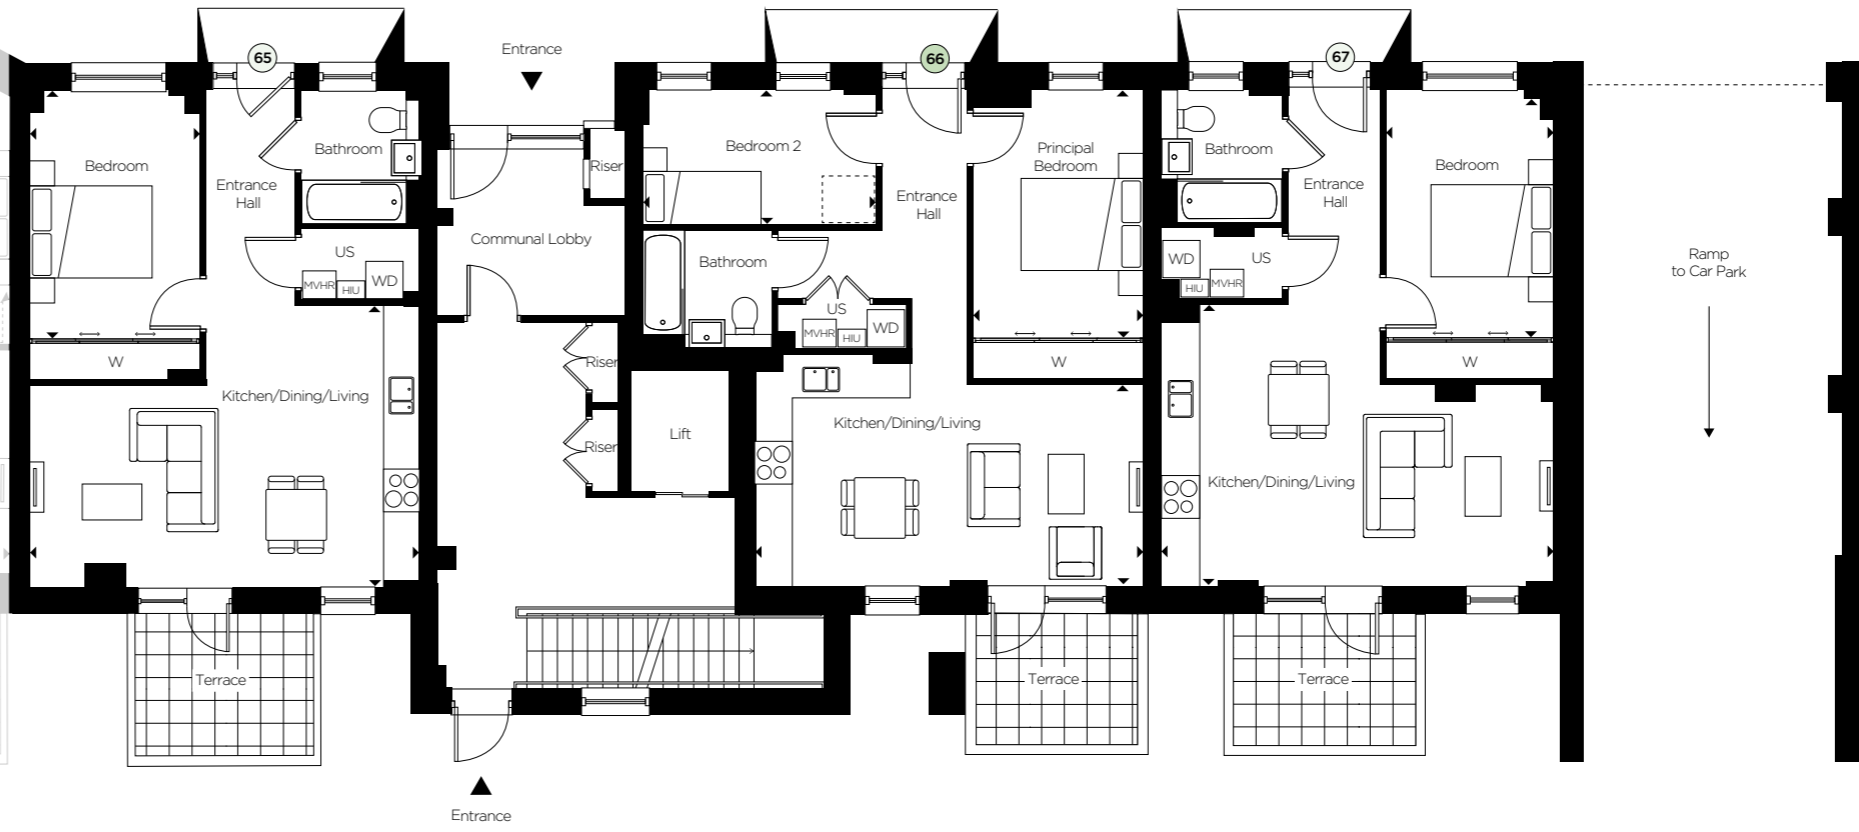 65
66
67
Entrance
Bedroom
Bathroom
Entrance
Hall
US
MVHR
HIU
WD
W
Kitchen/Dining/Living
Terrace
Riser
Communal Lobby
Riser
Riser
Lift
Entrance
Bedroom 2
Principal
Bedroom
Entrance
Hall
Bathroom
US
MVHR
HIU
WD
W
Kitchen/Dining/Living
Terrace
Bathroom
Entrance
Hall
Bedroom
WD
US
HIU
MVHR
W
Kitchen/Dining/Living
Terrace
Ramp
to Car Park